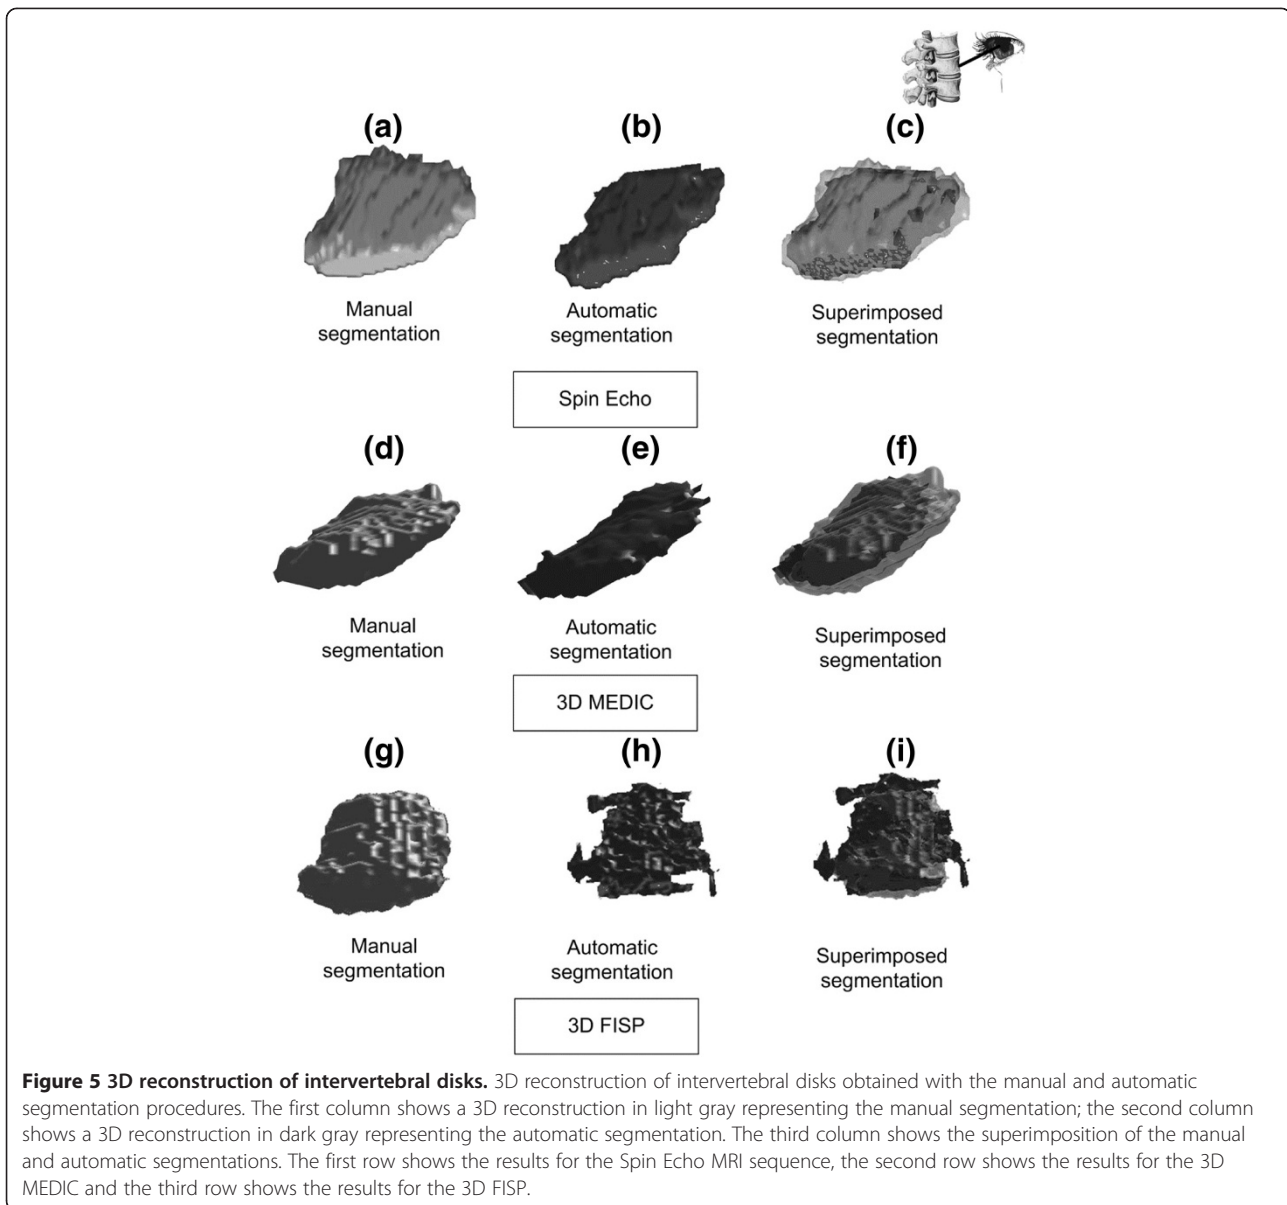 (a) (b) (c)
Manual Automatic Superimposed
segmentation segmentation segmentation
Spin Echo
(d) (e) (f)
Manual Automatic Superimposed
segmentation segmentation segmentation
3D MEDIC
(g) (h) (i)
Manual Automatic Superimposed
segmentation segmentation segmentation
3D FISP
Figure 5 3D reconstruction of intervertebral disks. 3D reconstruction of intervertebral disks obtained with the manual and automatic
segmentation procedures. The first column shows a 3D reconstruction in light gray representing the manual segmentation; the second column
shows a 3D reconstruction in dark gray representing the automatic segmentation. The third column shows the superimposition of the manual
and automatic segmentations. The first row shows the results for the Spin Echo MRI sequence, the second row shows the results for the 3D
MEDIC and the third row shows the results for the 3D FISP.